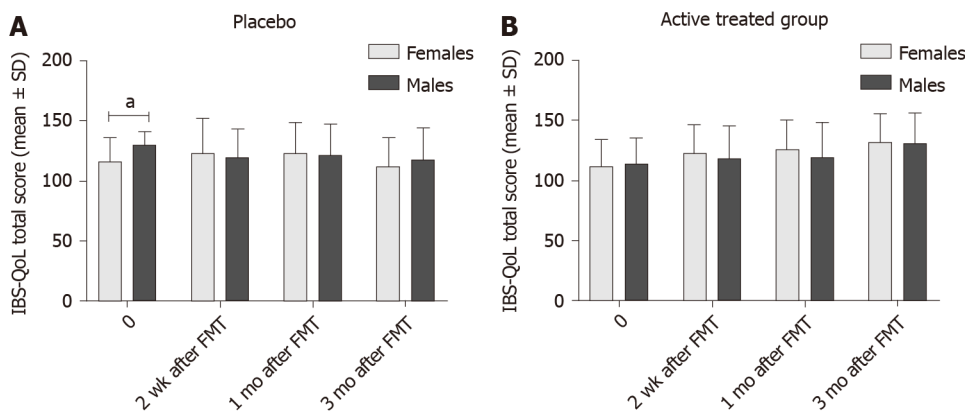 A
Placebo
IBS-QoL total score (mean ± SD)
200
150
100
50
0
Females
Males
a
0
2 wk after FMT
1 mo after FMT
3 mo after FMT
B
Active treated group
IBS-QoL total score (mean ± SD)
200
150
100
50
0
Females
Males
0
2 wk after FMT
1 mo after FMT
3 mo after FMT